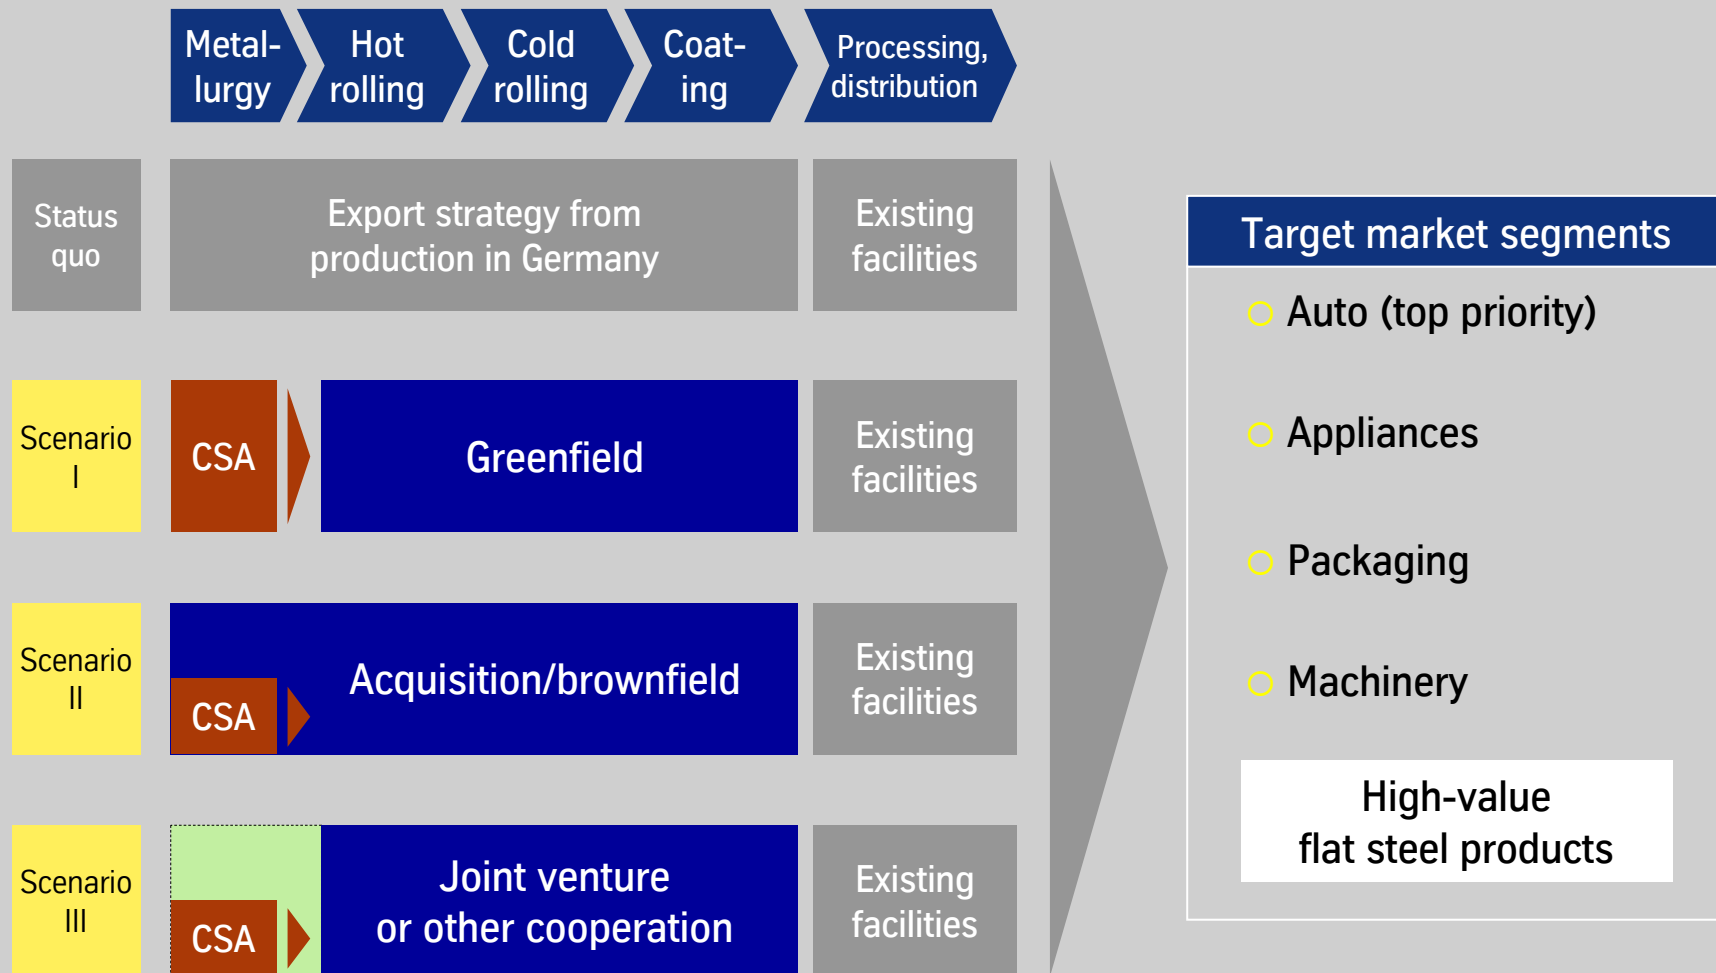 Metal-
lurgy
Hot
rolling
Cold
rolling
Coat-
ing
Processing,
distribution
Status
quo
Export strategy from
production in Germany
Existing
facilities
Scenario
I
CSA
Greenfield
Existing
facilities
Scenario
II
CSA
Acquisition/brownfield
Existing
facilities
Scenario
III
CSA
Joint venture
or other cooperation
Existing
facilities
Target market segments
Auto (top priority)
Appliances
Packaging
Machinery
High-value
flat steel products